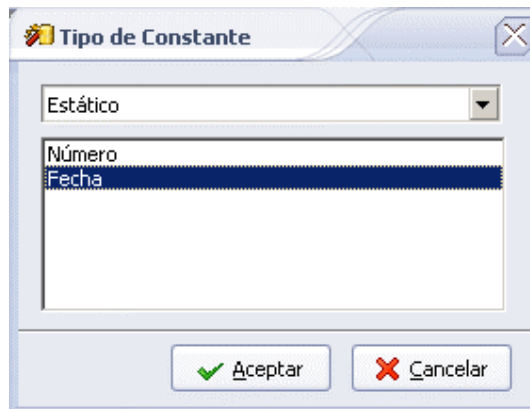 Tipo de Constante
Estático
Número
Fecha
Aceptar
Cancelar